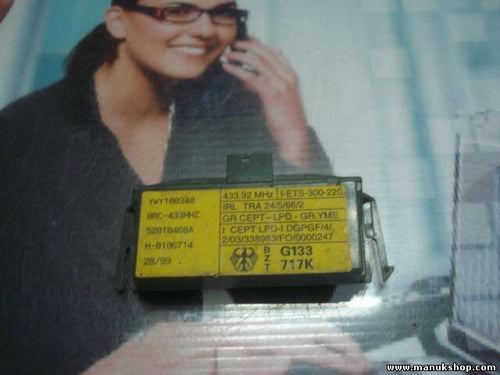 YWY100340
8RC-433MHZ
52010468A
H-0106714
28/99
433.92 MHz I-ETS-300-220
IRL TRA 24/5/66/2
GR CEPT-LPD - GR.YME
I CEPT LPD-I DGPGF/4/
2/03/338983/FO/0000247
BZT
G133
717K
www.manukshop.com